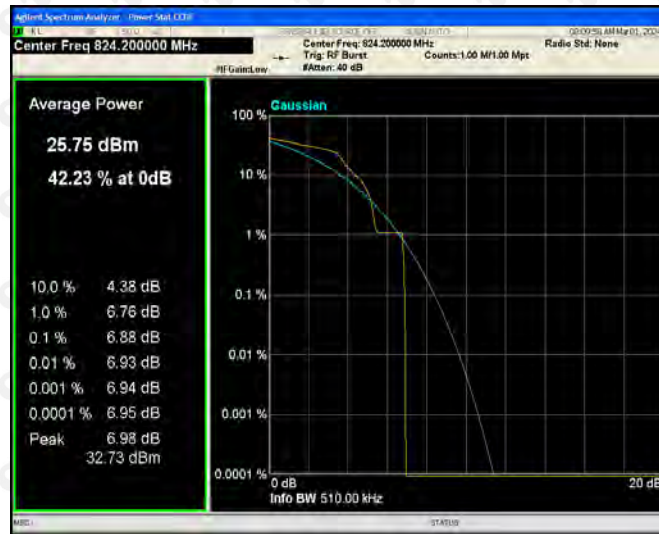 Agilent Spectrum Analyzer - Power Stat CCDF
Center Freq 824.200000 MHz
Center Freq: 824.200000 MHz
Radio Std: None
Trig: RF Burst
Counts:1.00 M/1.00 Mpt
#IFGain:Low
#Atten: 40 dB
Average Power
25.75 dBm
42.23 % at 0dB
10.0 % 4.38 dB
1.0 % 6.76 dB
0.1 % 6.88 dB
0.01 % 6.93 dB
0.001 % 6.94 dB
0.0001 % 6.95 dB
Peak 6.98 dB
32.73 dBm
Gaussian
100 %
10 %
1 %
0.1 %
0.01 %
0.001 %
0.0001 %
0 dB
20 dB
Info BW 510.00 kHz
MSG
STATUS